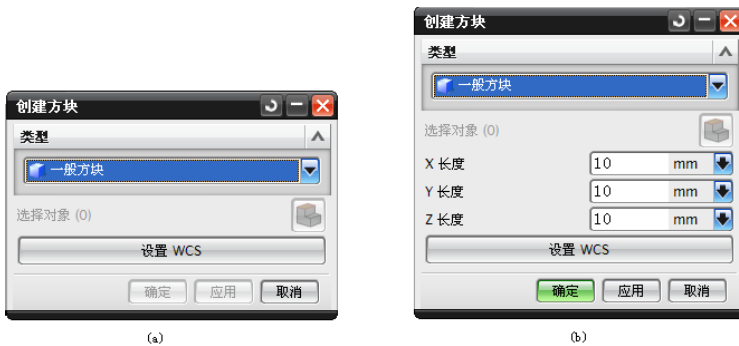 创建方块
类型
一般方块
选择对象 (0)
设置 WCS
确定 应用 取消
(a)
创建方块
类型
一般方块
选择对象 (0)
X 长度 10 mm
Y 长度 10 mm
Z 长度 10 mm
设置 WCS
确定 应用 取消
(b)